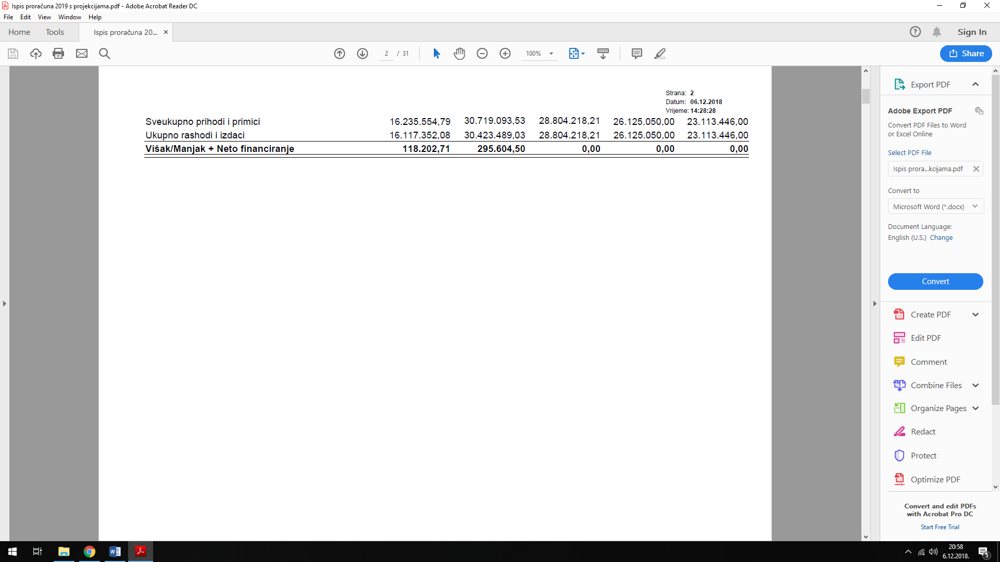 Ispis proračuna 2019 s projekcijama.pdf - Adobe Acrobat Reader DC
File Edit View Window Help
Home Tools Ispis proračuna 20... × Sign In
2 / 31 100% Share
Strana: 2
Datum: 06.12.2018
Vrijeme: 14:28:28
Sveukupno prihodi i primici 16.235.554,79 30.719.093,53 28.804.218,21 26.125.050,00 23.113.446,00
Ukupno rashodi i izdaci 16.117.352,08 30.423.489,03 28.804.218,21 26.125.050,00 23.113.446,00
Višak/Manjak + Neto financiranje 118.202,71 295.604,50 0,00 0,00 0,00
Export PDF
Adobe Export PDF
Convert PDF Files to Word
or Excel Online
Select PDF File
Ispis prora...kcijama.pdf
Convert to
Microsoft Word (*.docx)
Document Language:
English (U.S.) Change
Convert
Create PDF
Edit PDF
Comment
Combine Files
Organize Pages
Redact
Protect
Optimize PDF
Convert and edit PDFs
with Acrobat Pro DC
Start Free Trial
20:58
6.12.2018.
5